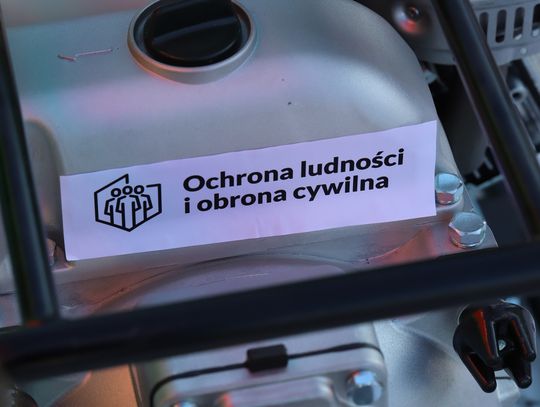 Ochrona ludności
i obrona cywilna